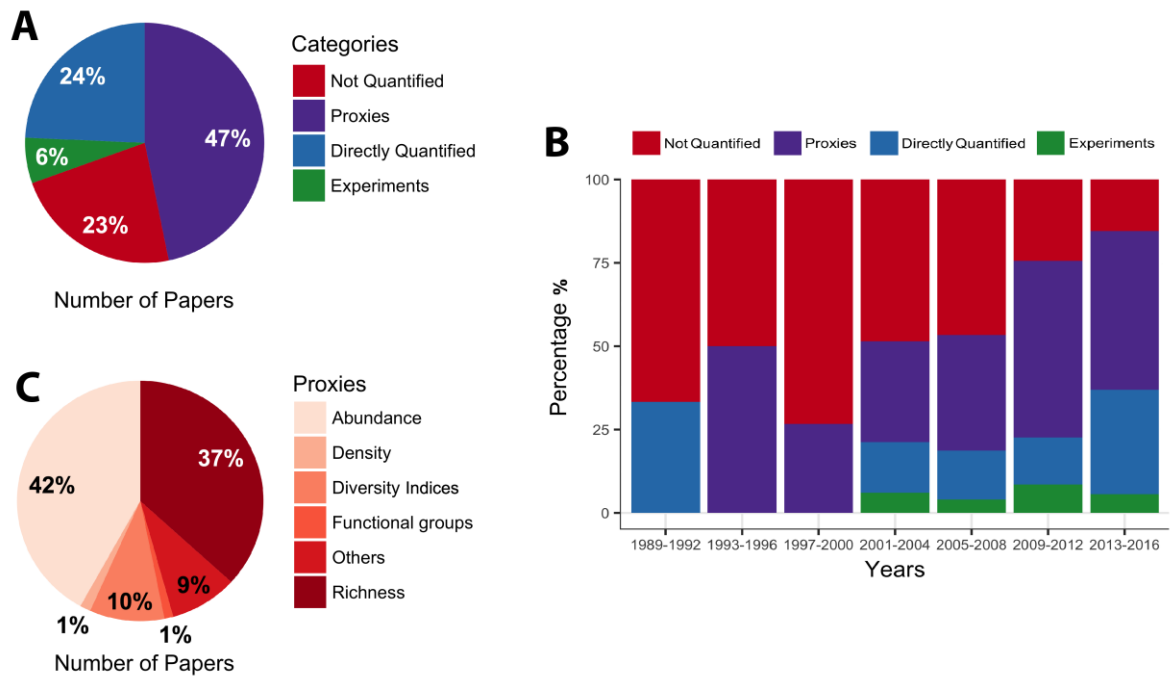 A
Categories
Not Quantified
Proxies
Directly Quantified
Experiments
24%
47%
6%
23%
Number of Papers
B
Not Quantified
Proxies
Directly Quantified
Experiments
Percentage %
100
75
50
25
0
1989-1992
1993-1996
1997-2000
2001-2004
2005-2008
2009-2012
2013-2016
Years
C
Proxies
Abundance
Density
Diversity Indices
Functional groups
Others
Richness
37%
42%
9%
10%
1%
1%
Number of Papers